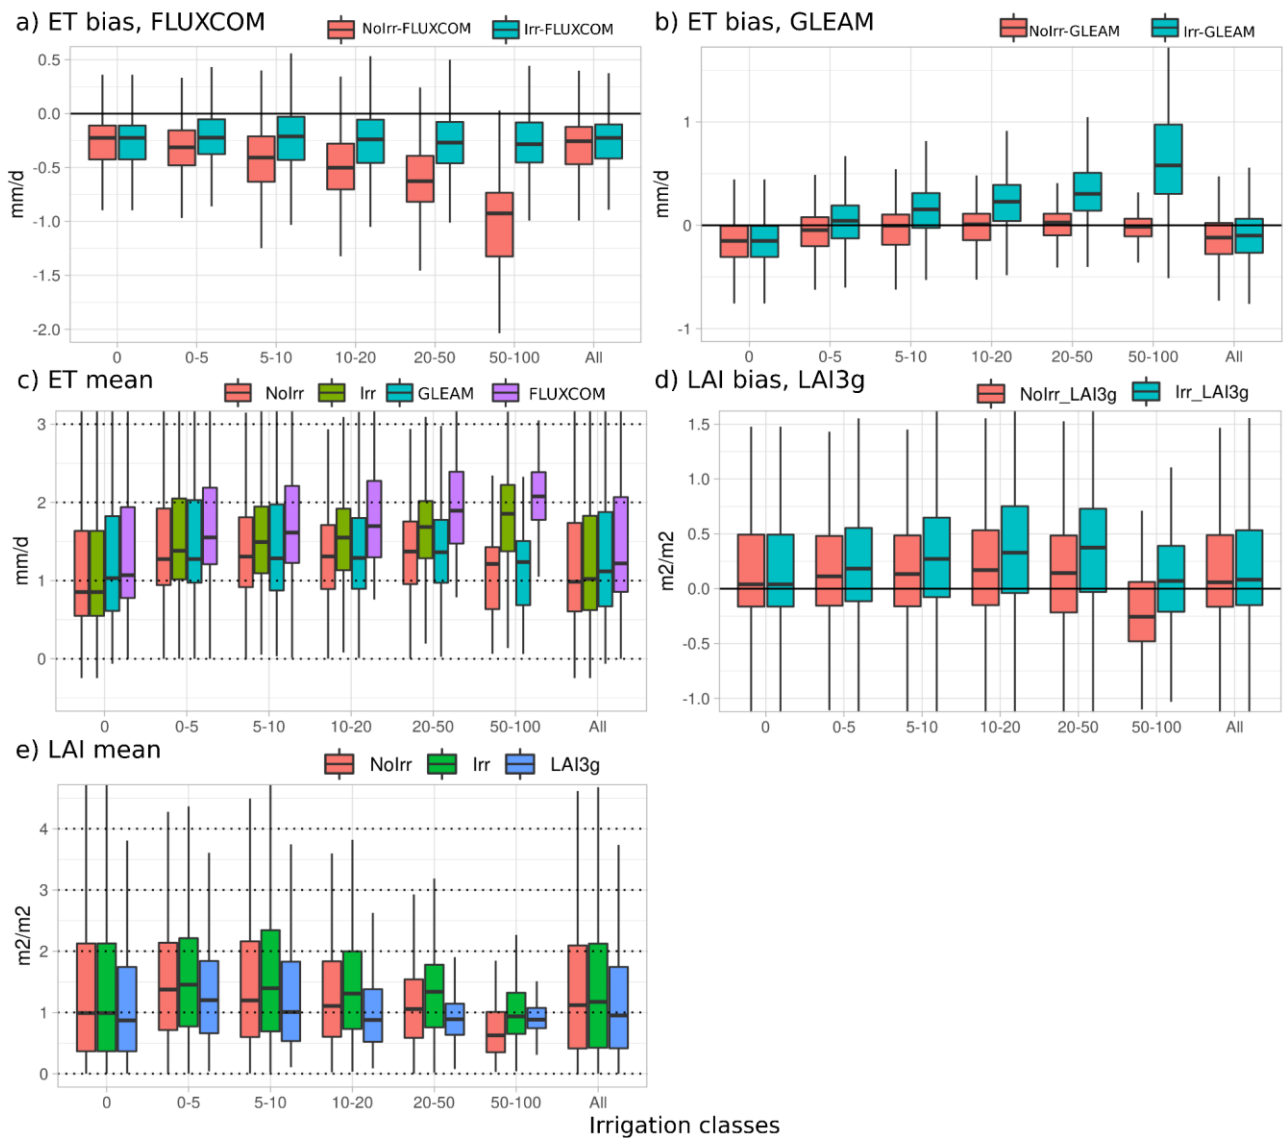 a) ET bias, FLUXCOM
NoIrr-FLUXCOM Irr-FLUXCOM
0.5
0.0
-0.5
-1.0
-1.5
-2.0
mm/d
0 0-5 5-10 10-20 20-50 50-100 All
b) ET bias, GLEAM
NoIrr-GLEAM Irr-GLEAM
1
0
-1
mm/d
0 0-5 5-10 10-20 20-50 50-100 All
c) ET mean
NoIrr Irr GLEAM FLUXCOM
3
2
1
0
mm/d
0 0-5 5-10 10-20 20-50 50-100 All
d) LAI bias, LAI3g
NoIrr_LAI3g Irr_LAI3g
1.5
1.0
0.5
0.0
-0.5
-1.0
m2/m2
0 0-5 5-10 10-20 20-50 50-100 All
e) LAI mean
NoIrr Irr LAI3g
4
3
2
1
0
m2/m2
0 0-5 5-10 10-20 20-50 50-100 All
Irrigation classes